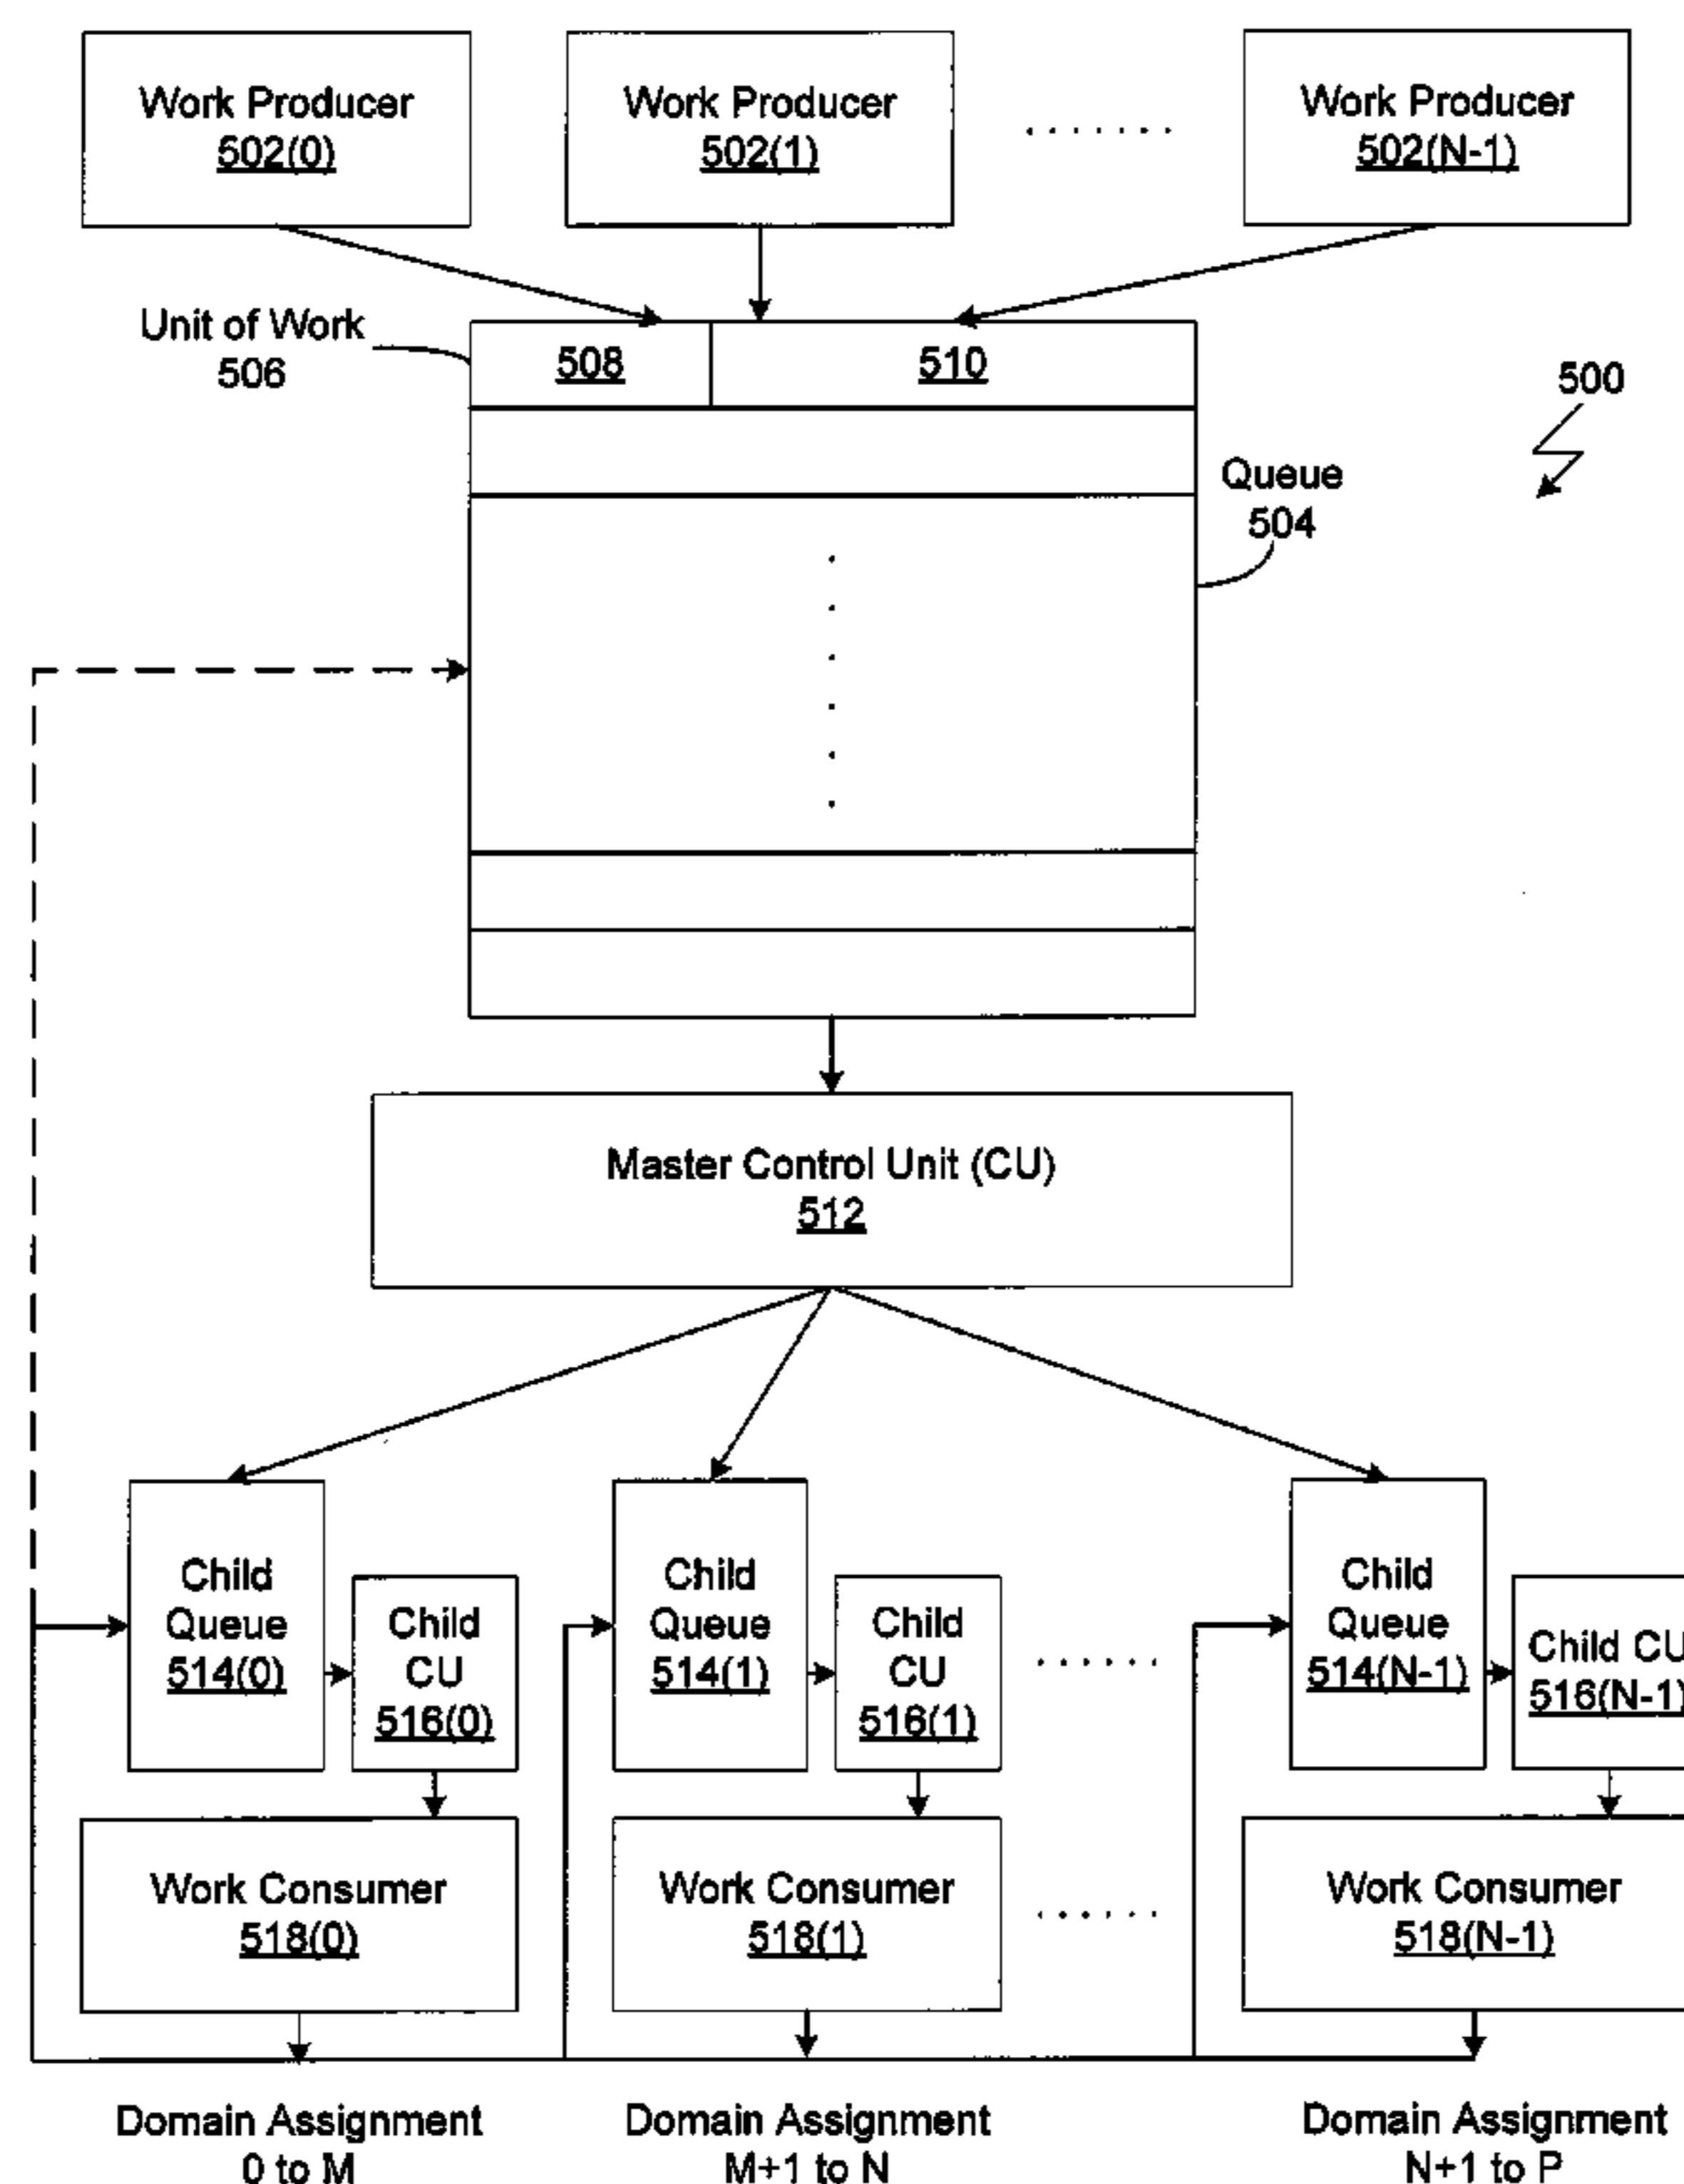 Work Producer
502(0)
Work Producer
502(1)
Work Producer
502(N-1)
Unit of Work
506
508
510
500
Queue
504
Master Control Unit (CU)
512
Child
Queue
514(0)
Child
CU
516(0)
Child
Queue
514(1)
Child
CU
516(1)
Child
Queue
514(N-1)
Child CU
516(N-1)
Work Consumer
518(0)
Work Consumer
518(1)
Work Consumer
518(N-1)
Domain Assignment
0 to M
Domain Assignment
M+1 to N
Domain Assignment
N+1 to P